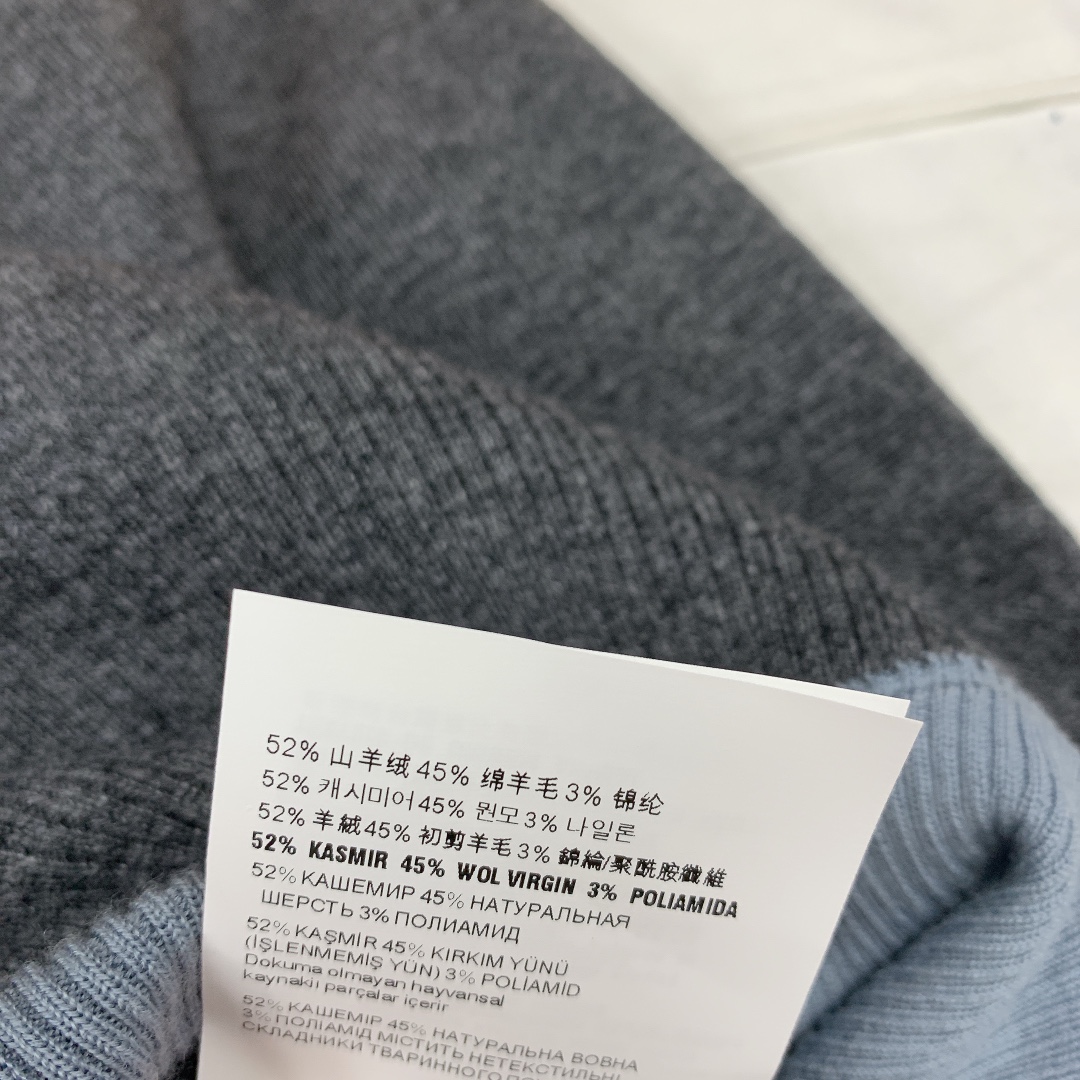 52% 山羊绒 45% 绵羊毛 3% 锦纶
52% 캐시미어 45% 뭔모 3% 나일론
52% 羊絨 45% 初剪羊毛 3% 錦綸/聚酰胺纖維
52% KASMIR 45% WOL VIRGIN 3% POLIAMIDA
52% КАШЕМИР 45% НАТУРАЛЬНАЯ
ШЕРСТЬ 3% ПОЛИАМИД
52% KAŞMİR 45% KIRKIM YÜNÜ
(İŞLENMEMİŞ YÜN) 3% POLİAMİD
Dokuma olmayan hayvansal
kaynaklı parçalar içerir
52% КАШЕМІР 45% НАТУРАЛЬНА ВОВНА
3% ПОЛІАМІД МІСТИТЬ НЕТЕКСТИЛЬНІ
СКЛАДНИКИ ТВАРИННОГО